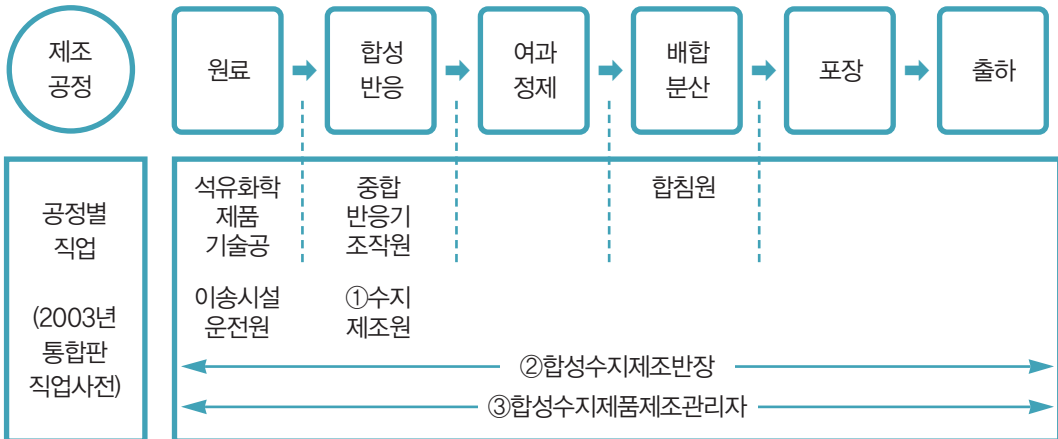 제조
공정
원료
합성
반응
여과
정제
배합
분산
포장
출하
공정별
직업
(2003년
통합판
직업사전)
석유화학
제품
기술공
중합
반응기
조작원
합침원
이송시설
운전원
①수지
제조원
②합성수지제조반장
③합성수지제품제조관리자